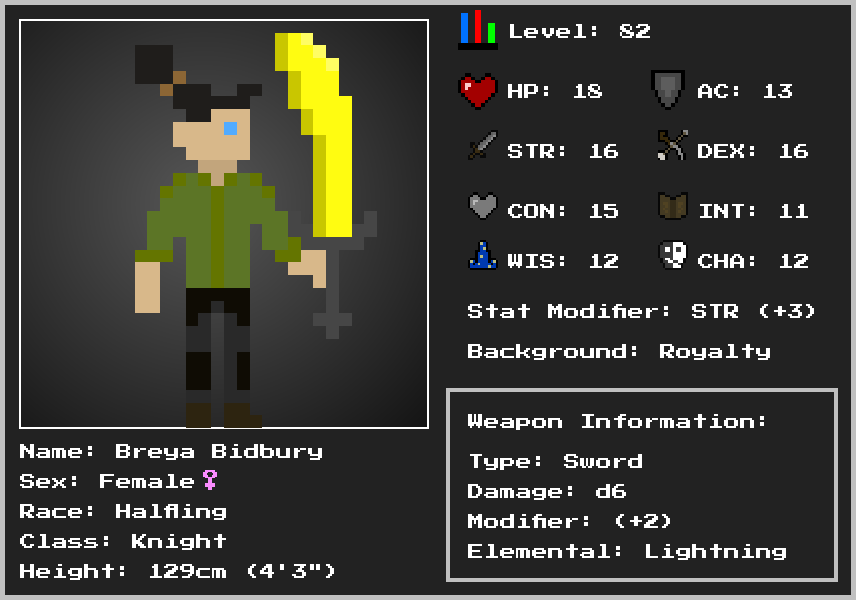 Level: 82
HP: 18
AC: 13
STR: 16
DEX: 16
CON: 15
INT: 11
WIS: 12
CHA: 12
Stat Modifier: STR (+3)
Background: Royalty
Weapon Information:
Type: Sword
Damage: d6
Modifier: (+2)
Elemental: Lightning
Name: Breya Bidbury
Sex: Female♀
Race: Halfling
Class: Knight
Height: 129cm (4'3")